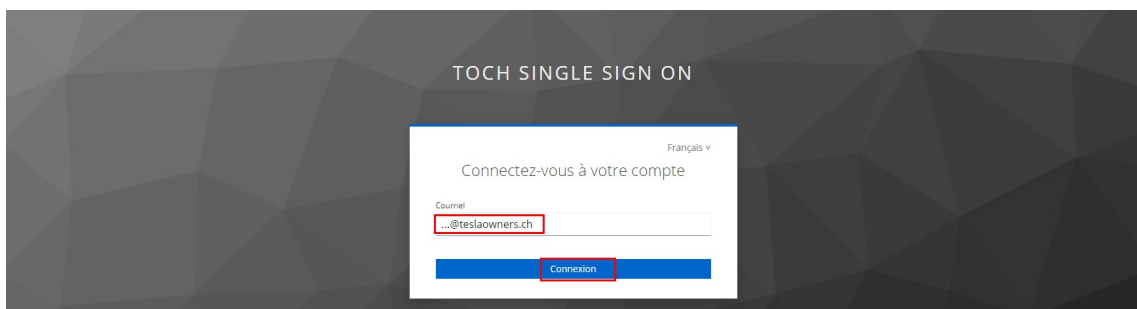 TOCH SINGLE SIGN ON
Français ˅
Connectez-vous à votre compte
Courriel
...@teslaowners.ch
Connexion